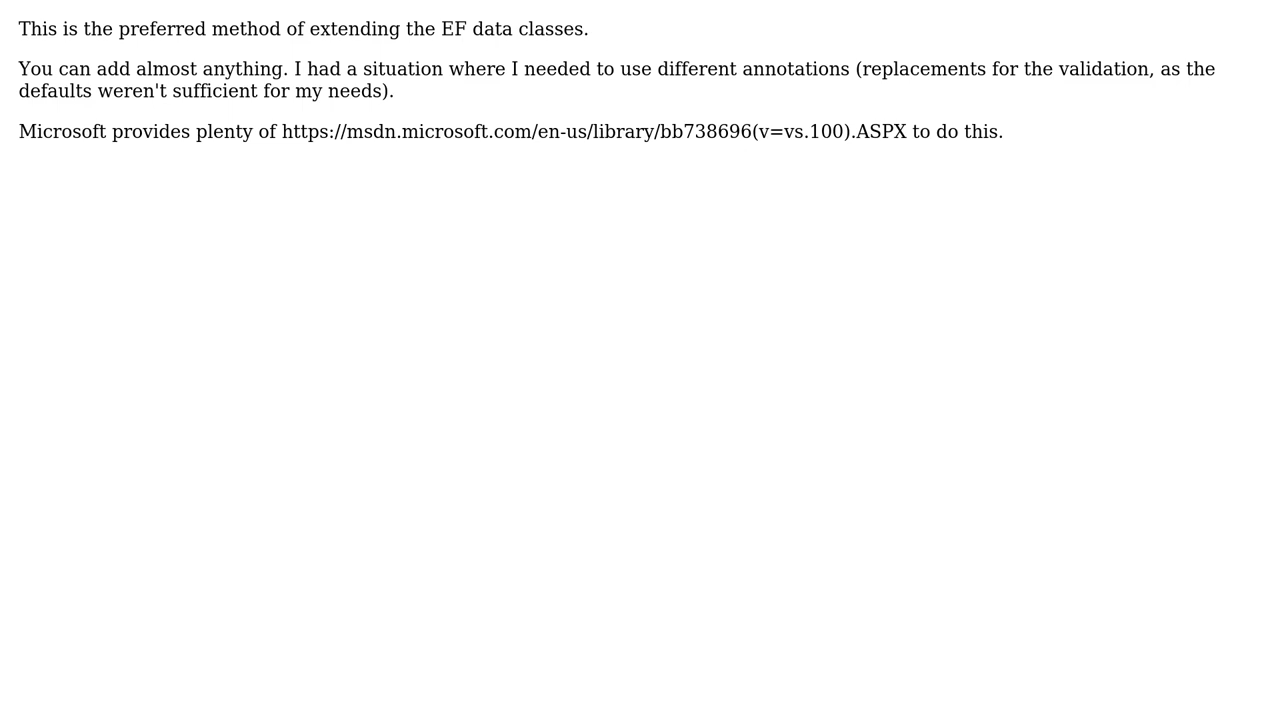 This is the preferred method of extending the EF data classes.
You can add almost anything. I had a situation where I needed to use different annotations (replacements for the validation, as the
defaults weren't sufficient for my needs).
Microsoft provides plenty of https://msdn.microsoft.com/en-us/library/bb738696(v=vs.100).ASPX to do this.